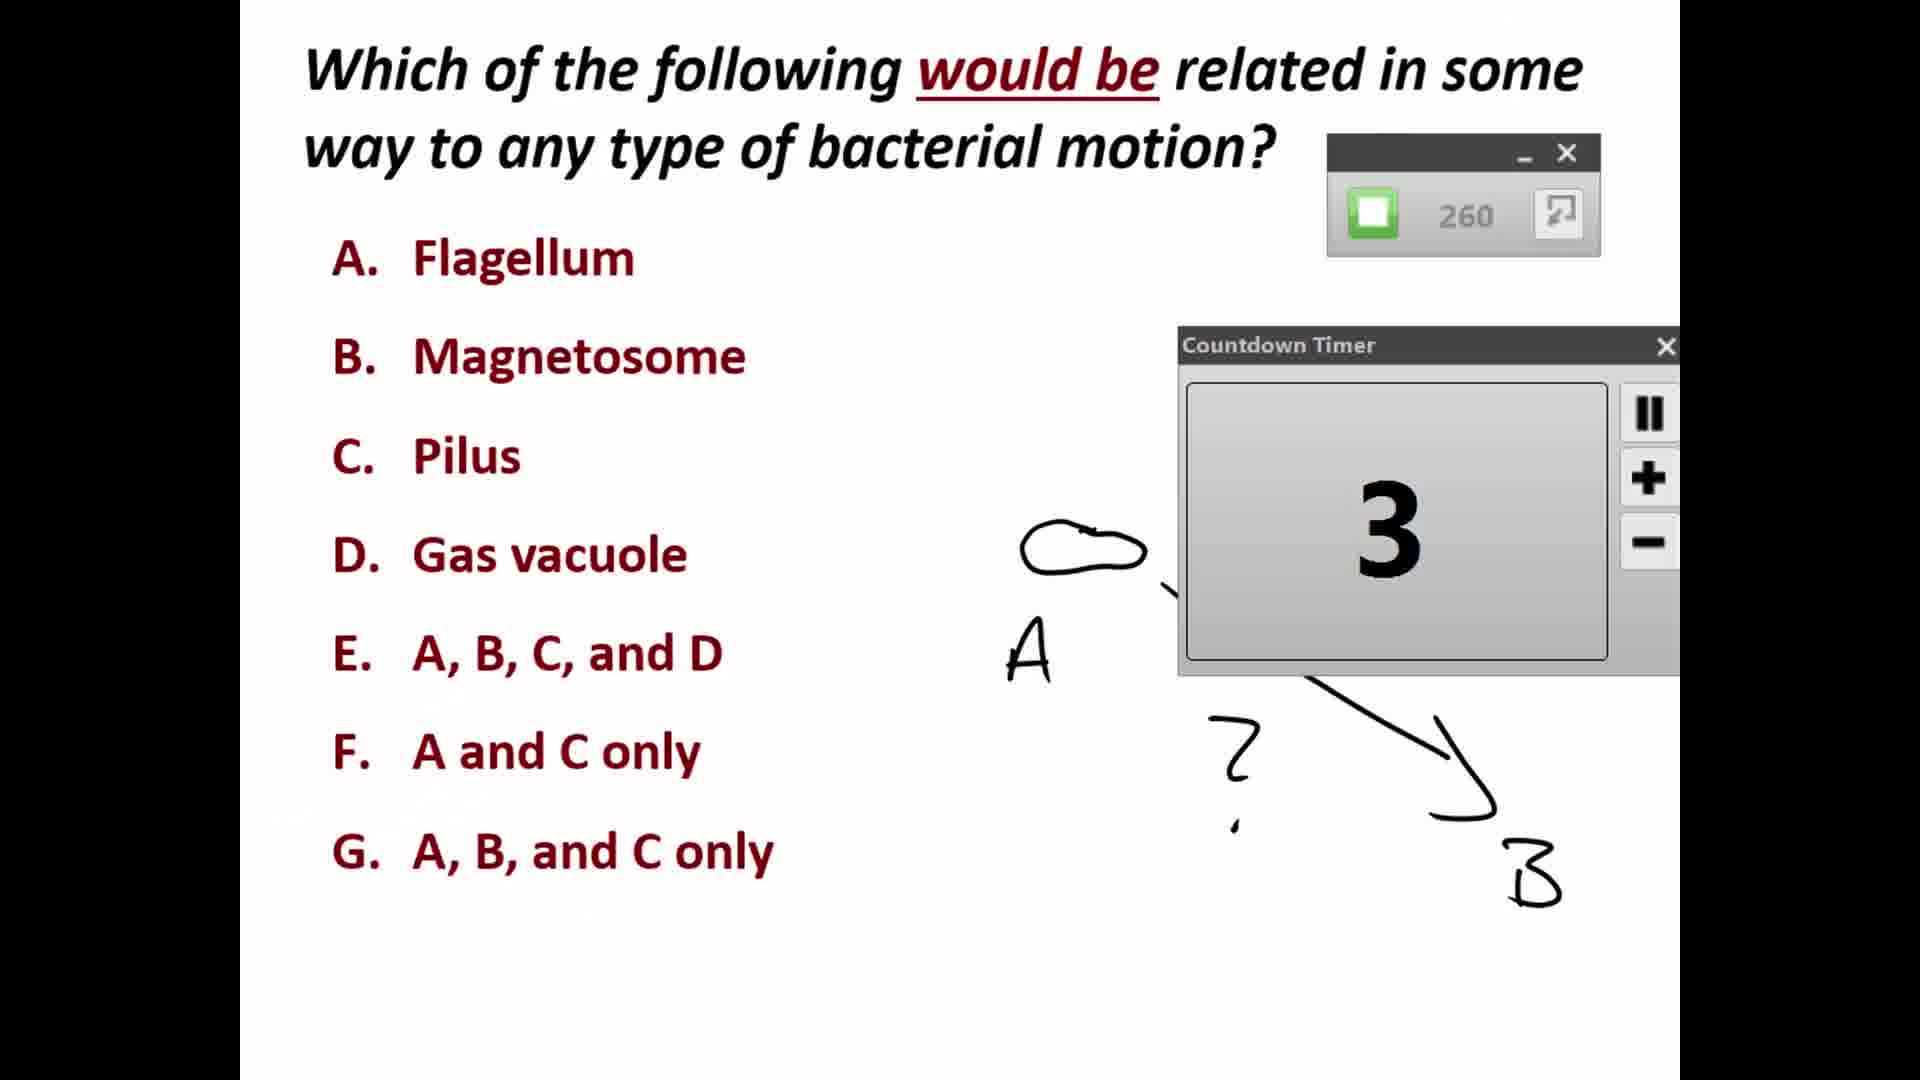 Which of the following would be related in some
way to any type of bacterial motion?
260
A. Flagellum
B. Magnetosome
C. Pilus
D. Gas vacuole
E. A, B, C, and D
F. A and C only
G. A, B, and C only
Countdown Timer
3
A
?
B